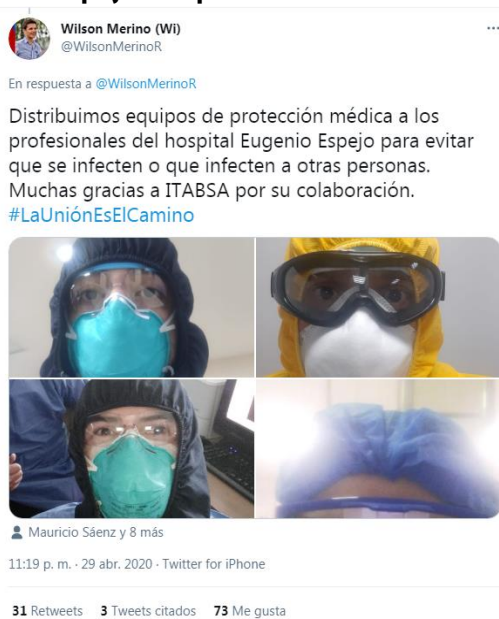 Wilson Merino (Wi)
@WilsonMerinoR
En respuesta a @WilsonMerinoR
Distribuimos equipos de protección médica a los
profesionales del hospital Eugenio Espejo para evitar
que se infecten o que infecten a otras personas.
Muchas gracias a ITABSA por su colaboración.
#LaUniónEsElCamino
Mauricio Sáenz y 8 más
11:19 p. m. · 29 abr. 2020 · Twitter for iPhone
31 Retweets 3 Tweets citados 73 Me gusta